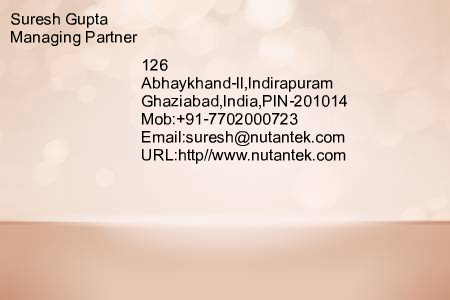 Suresh Gupta
Managing Partner
126
Abhaykhand-II,Indirapuram
Ghaziabad,India,PIN-201014
Mob:+91-7702000723
Email:suresh@nutantek.com
URL:http//www.nutantek.com